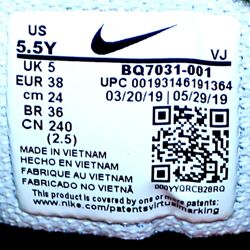 US
5.5Y
VJ
UK 5
BQ7031-001
EUR 38
UPC 00193146191364
cm 24
03/20/19 05/29/19
BR 36
CN 240
(2.5)
MADE IN VIETNAM
HECHO EN VIETNAM
FABRIQUE AU VIETNAM
FABRICADO NO VIETNÃ
This product is covered by one or more patents
www.nike.com/patentsvirtualmarking